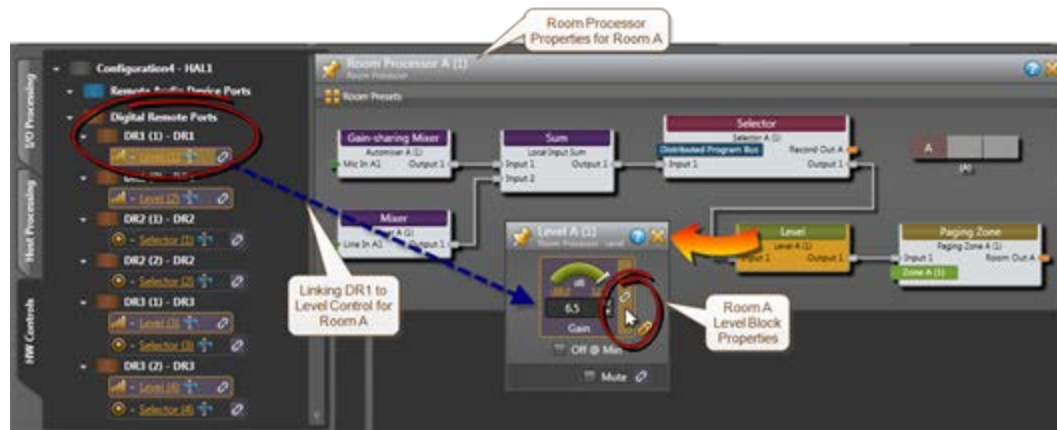 Room Processor
Properties for Room A
I/O Processing
Host Processing
HW Controls
Configuration4 - HAL1
Remote Audio Device Ports
Digital Remote Ports
DR1 (1) - DR1
Level (1)
Level (2)
DR2 (1) - DR2
Selector (1)
DR2 (2) - DR2
Selector (2)
DR3 (1) - DR3
Level (3)
Selector (3)
DR3 (2) - DR3
Level (4)
Selector (4)
Room Processor A (1)
Room Processor
Room Presets
Gain-sharing Mixer
Automixer A (1)
Mic In A1 Output 1
Sum
Local Input Sum
Input 1 Output 1
Input 2
Selector
Selector A (1)
Distributed Program Bus Record Out A
Input 1 Output 1
A
(A)
Mixer
Line In A1 Output 1
Level
Level A (1)
Input 1 Output 1
Paging Zone
Paging Zone A (1)
Input 1 Room Out A
Zone A (1)
Level A (1)
Room Processor Level
dB
6.5
Gain
Off @ Min
Mute
Linking DR1 to
Level Control for
Room A
Room A
Level Block
Properties